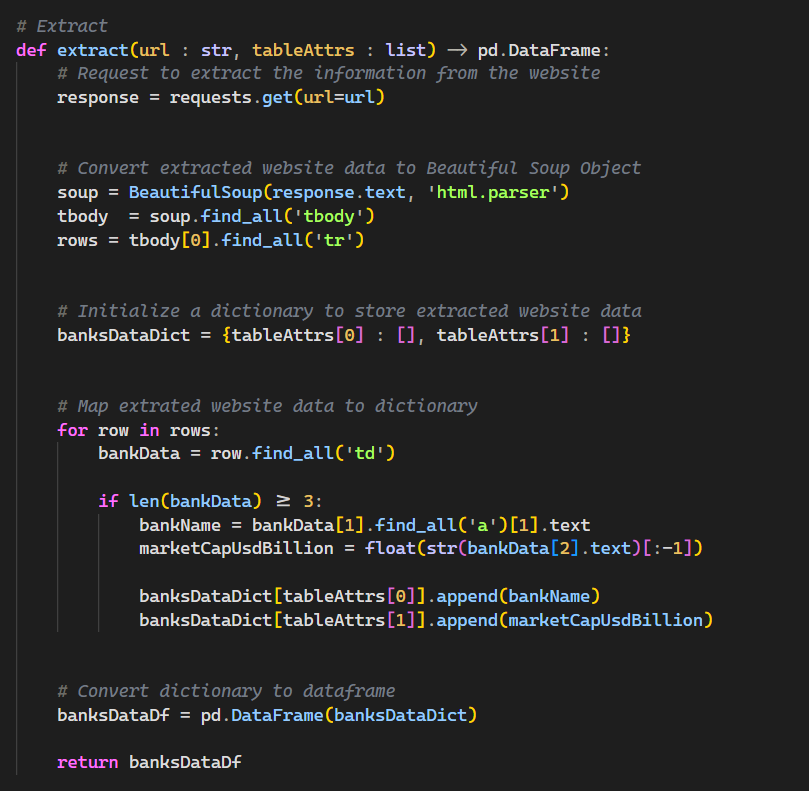 # Extract
def extract(url : str, tableAttrs : list) -> pd.DataFrame:
    # Request to extract the information from the website
    response = requests.get(url=url)
    # Convert extracted website data to Beautiful Soup Object
    soup = BeautifulSoup(response.text, 'html.parser')
    tbody  = soup.find_all('tbody')
    rows = tbody[0].find_all('tr')
    # Initialize a dictionary to store extracted website data
    banksDataDict = {tableAttrs[0] : [], tableAttrs[1] : []}
    # Map extrated website data to dictionary
    for row in rows:
        bankData = row.find_all('td')
        if len(bankData) >= 3:
            bankName = bankData[1].find_all('a')[1].text
            marketCapUsdBillion = float(str(bankData[2].text)[:-1])
            banksDataDict[tableAttrs[0]].append(bankName)
            banksDataDict[tableAttrs[1]].append(marketCapUsdBillion)
    # Convert dictionary to dataframe
    banksDataDf = pd.DataFrame(banksDataDict)
    return banksDataDf